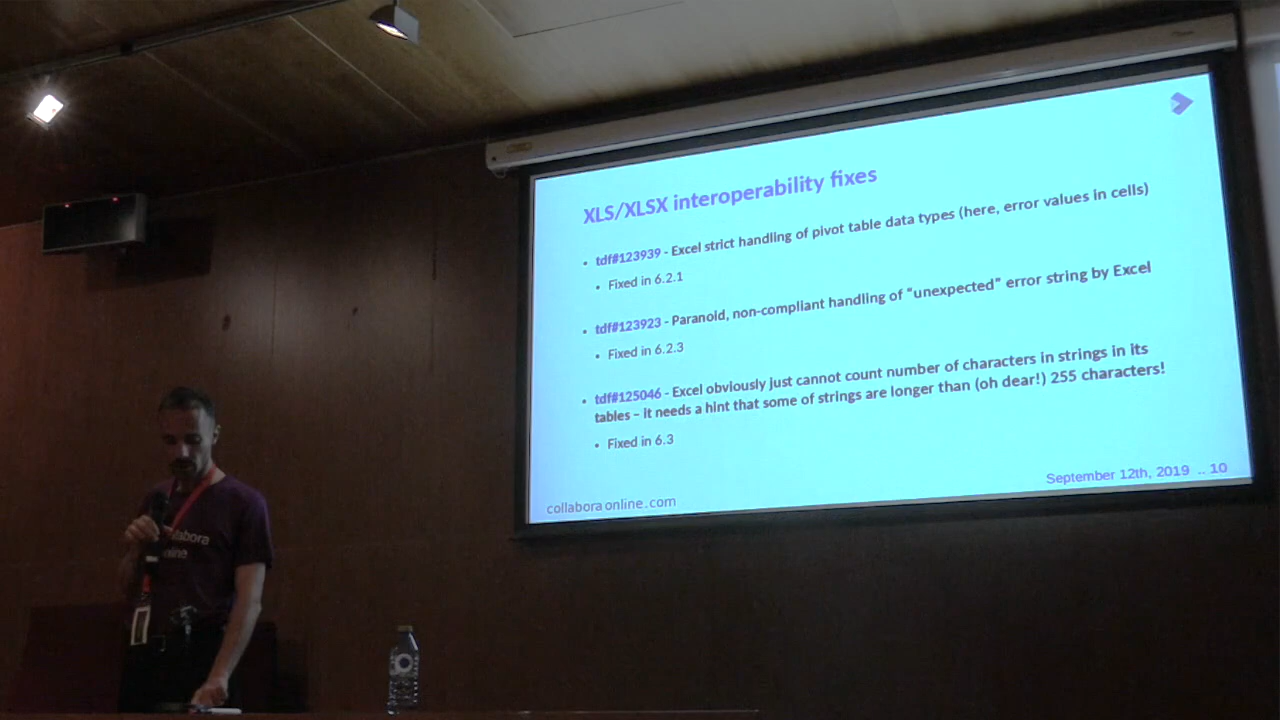 XLS/XLSX interoperability fixes
• tdf#123939 - Excel strict handling of pivot table data types (here, error values in cells)
• Fixed in 6.2.1
• tdf#123923 - Paranoid, non-compliant handling of "unexpected" error string by Excel
• Fixed in 6.2.3
• tdf#125046 - Excel obviously just cannot count number of characters in strings in its
tables – it needs a hint that some of strings are longer than (oh dear!) 255 characters!
• Fixed in 6.3
September 12th, 2019 .. 10
collaboraonline.com